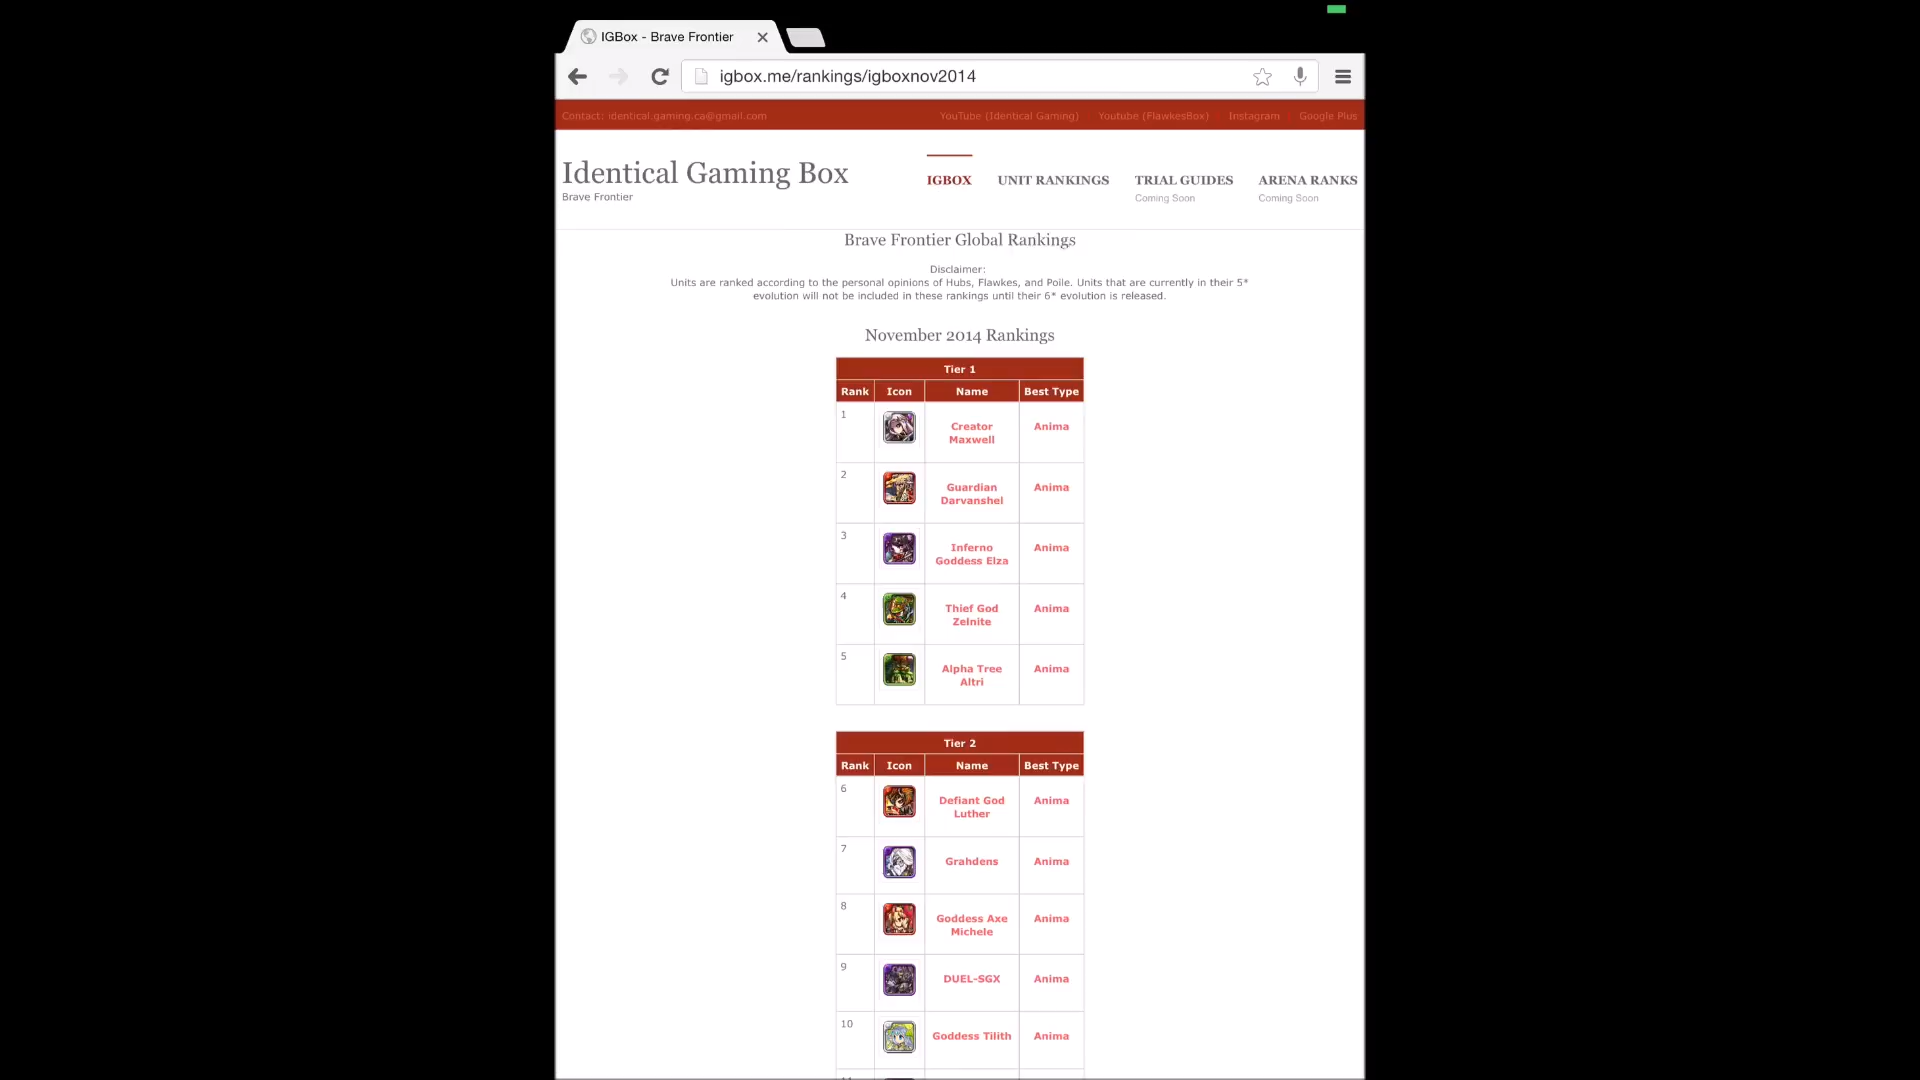 IGBox - Brave Frontier
igbox.me/rankings/igboxnov2014
Contact: identical.gaming.ca@gmail.com
YouTube (Identical Gaming) Youtube (FlawkesBox) Instagram Google Plus
Identical Gaming Box
Brave Frontier
IGBOX UNIT RANKINGS TRIAL GUIDES ARENA RANKS
Coming Soon Coming Soon
Brave Frontier Global Rankings
Disclaimer:
Units are ranked according to the personal opinions of Hubs, Flawkes, and Poile. Units that are currently in their 5*
evolution will not be included in these rankings until their 6* evolution is released.
November 2014 Rankings
Tier 1
Rank Icon Name Best Type
1 Creator Anima
Maxwell
2 Guardian Anima
Darvanshel
3 Inferno Anima
Goddess Elza
4 Thief God Anima
Zelnite
5 Alpha Tree Anima
Altri
Tier 2
Rank Icon Name Best Type
6 Defiant God Anima
Luther
7 Grahdens Anima
8 Goddess Axe Anima
Michele
9 DUEL-SGX Anima
10 Goddess Tilith Anima